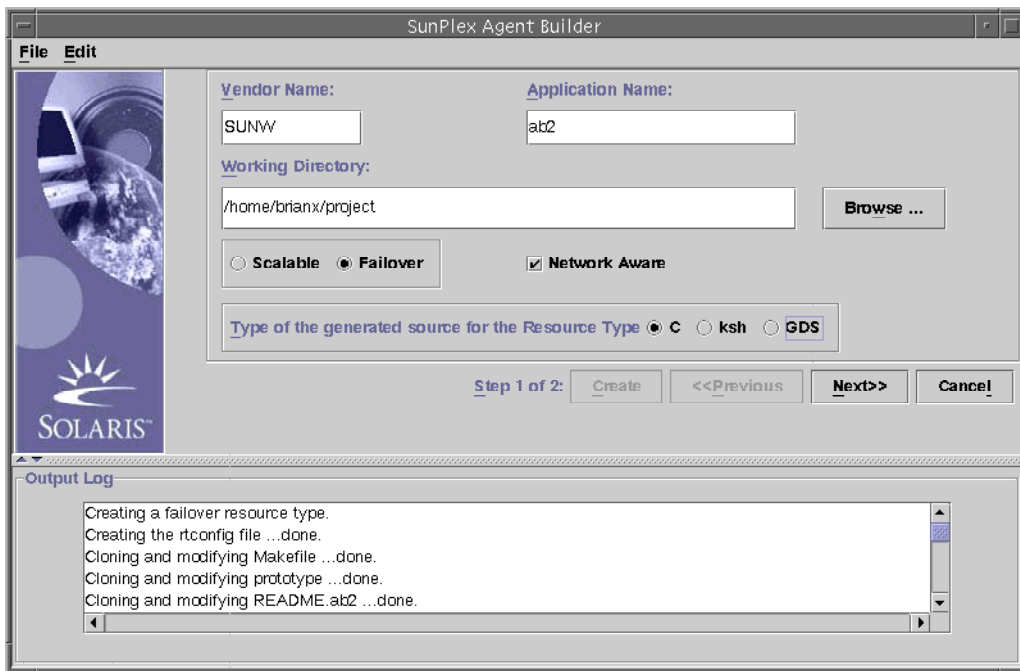 SunPlex Agent Builder
File Edit
Vendor Name: Application Name:
SUNW ab2
Working Directory:
/home/brianx/project
Browse ...
Scalable Failover Network Aware
Type of the generated source for the Resource Type C ksh GDS
Step 1 of 2: Create <<Previous Next>> Cancel
SOLARIS™
Output Log
Creating a failover resource type.
Creating the rtconfig file ...done.
Cloning and modifying Makefile ...done.
Cloning and modifying prototype ...done.
Cloning and modifying README.ab2 ...done.